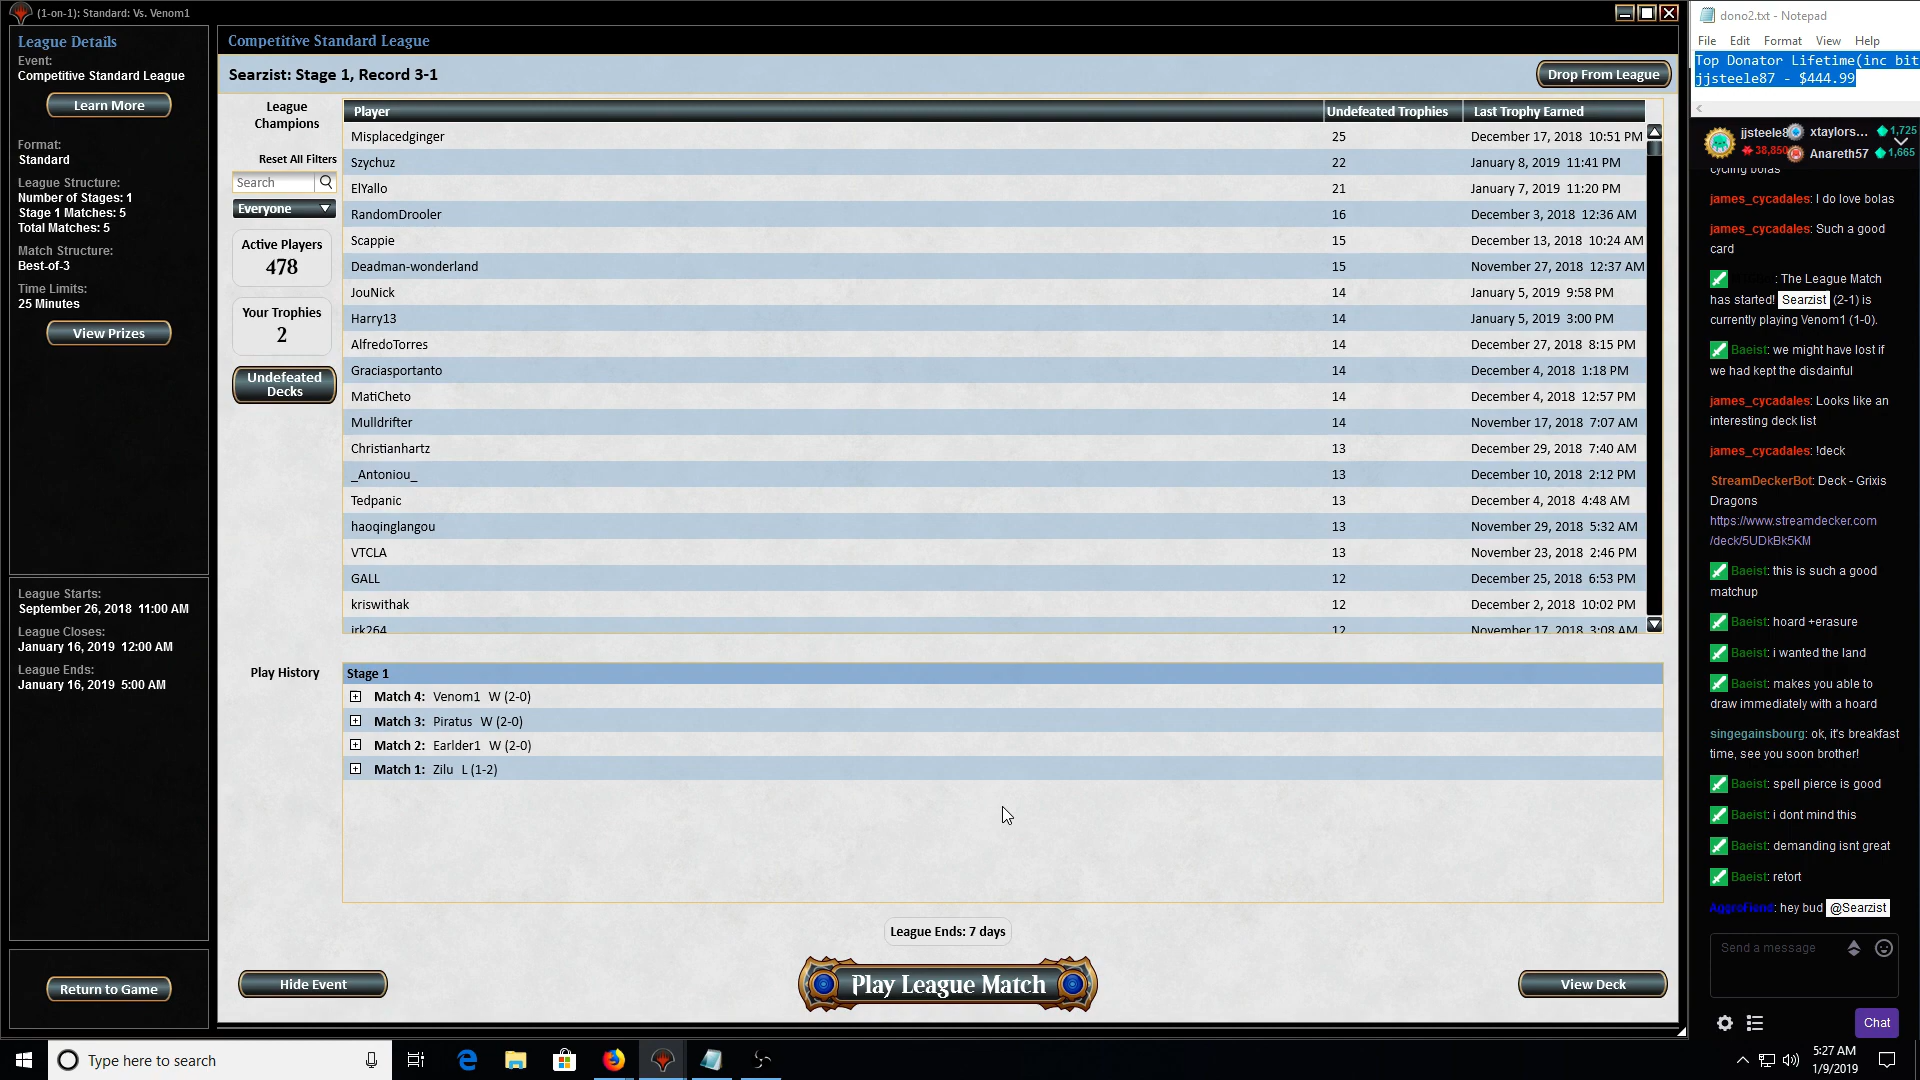 (1-on-1): Standard: Vs. Venom1
League Details
Event:
Competitive Standard League
Learn More
Format:
Standard
League Structure:
Number of Stages: 1
Stage 1 Matches: 5
Total Matches: 5
Match Structure:
Best-of-3
Time Limits:
25 Minutes
View Prizes
League Starts:
September 26, 2018 11:00 AM
League Closes:
January 16, 2019 12:00 AM
League Ends:
January 16, 2019 5:00 AM
Return to Game
Competitive Standard League
Searzist: Stage 1, Record 3-1
Drop From League
League
Champions
Reset All Filters
Search
Everyone
Active Players
478
Your Trophies
2
Undefeated
Decks
Player Undefeated Trophies Last Trophy Earned
Misplacedginger 25 December 17, 2018 10:51 PM
Szychuz 22 January 8, 2019 11:41 PM
ElYallo 21 January 7, 2019 11:20 PM
RandomDrooler 16 December 3, 2018 12:36 AM
Scappie 15 December 13, 2018 10:24 AM
Deadman-wonderland 15 November 27, 2018 12:37 AM
JouNick 14 January 5, 2019 9:58 PM
Harry13 14 January 5, 2019 3:00 PM
AlfredoTorres 14 December 27, 2018 8:15 PM
Graciasportanto 14 December 4, 2018 1:18 PM
MatiCheto 14 December 4, 2018 12:57 PM
Mulldrifter 14 November 17, 2018 7:07 AM
Christianhartz 13 December 29, 2018 7:40 AM
_Antoniou_ 13 December 10, 2018 2:12 PM
Tedpanic 13 December 4, 2018 4:48 AM
haoqinglangou 13 November 29, 2018 5:32 AM
VTCLA 13 November 23, 2018 2:46 PM
GALL 12 December 25, 2018 6:53 PM
kriswithak 12 December 2, 2018 10:02 PM
irk264 12 November 17, 2018 3:08 AM
Play History
Stage 1
Match 4: Venom1 W (2-0)
Match 3: Piratus W (2-0)
Match 2: Earlder1 W (2-0)
Match 1: Zilu L (1-2)
League Ends: 7 days
Hide Event
Play League Match
View Deck
dono2.txt - Notepad
File Edit Format View Help
Top Donator Lifetime(inc bit
jjsteele87 - $444.99
jjsteele8 xtaylors... 1,725
38,850 Anareth57 1,665
cycling bolas
james_cycadales: I do love bolas
james_cycadales: Such a good
card
: The League Match
has started! Searzist (2-1) is
currently playing Venom1 (1-0).
Baeist: we might have lost if
we had kept the disdainful
james_cycadales: Looks like an
interesting deck list
james_cycadales: !deck
StreamDeckerBot: Deck - Grixis
Dragons
https://www.streamdecker.com
/deck/5UDkBk5KM
Baeist: this is such a good
matchup
Baeist: hoard +erasure
Baeist: i wanted the land
Baeist: makes you able to
draw immediately with a hoard
singegainsbourg: ok, it's breakfast
time, see you soon brother!
Baeist: spell pierce is good
Baeist: i dont mind this
Baeist: demanding isnt great
Baeist: retort
AggroFiend: hey bud @Searzist
Send a message
Chat
Type here to search
5:27 AM
1/9/2019